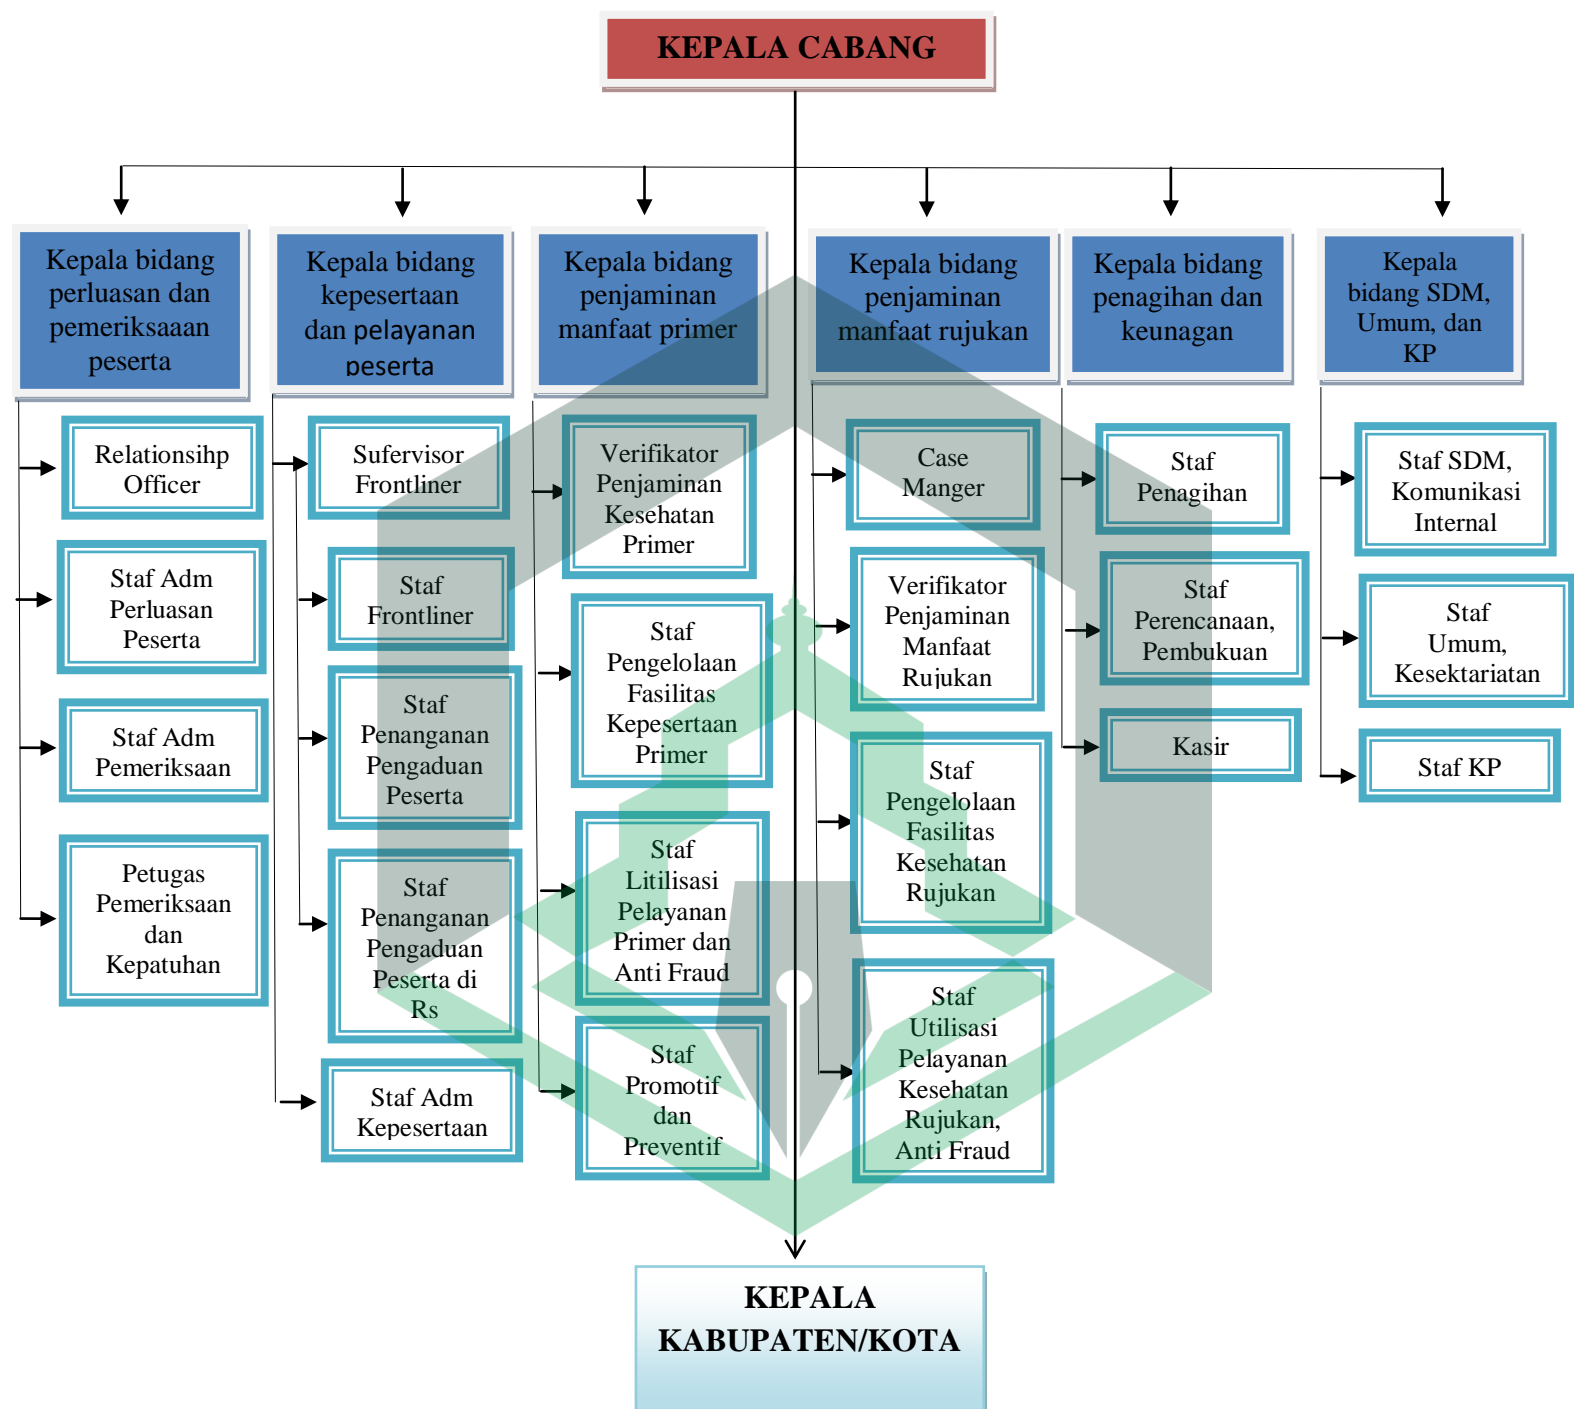 KEPALA CABANG
Kepala bidang
perluasan dan
pemeriksaaan
peserta
Kepala bidang
kepesertaan
dan pelayanan
peserta
Kepala bidang
penjaminan
manfaat primer
Kepala bidang
penjaminan
manfaat rujukan
Kepala bidang
penagihan dan
keunagan
Kepala
bidang SDM,
Umum, dan
KP
Relationsihp
Officer
Staf Adm
Perluasan
Peserta
Staf Adm
Pemeriksaan
Petugas
Pemeriksaan
dan
Kepatuhan
Sufervisor
Frontliner
Staf
Frontliner
Staf
Penanganan
Pengaduan
Peserta
Staf
Penanganan
Pengaduan
Peserta di
Rs
Staf Adm
Kepesertaan
Verifikator
Penjaminan
Kesehatan
Primer
Staf
Pengelolaan
Fasilitas
Kepesertaan
Primer
Staf
Litilisasi
Pelayanan
Primer dan
Anti Fraud
Staf
Promotif
dan
Preventif
Case
Manger
Verifikator
Penjaminan
Manfaat
Rujukan
Staf
Pengelolaan
Fasilitas
Kesehatan
Rujukan
Staf
Utilisasi
Pelayanan
Kesehatan
Rujukan,
Anti Fraud
Staf
Penagihan
Staf
Perencanaan,
Pembukuan
Kasir
Staf SDM,
Komunikasi
Internal
Staf
Umum,
Kesektariatan
Staf KP
KEPALA
KABUPATEN/KOTA